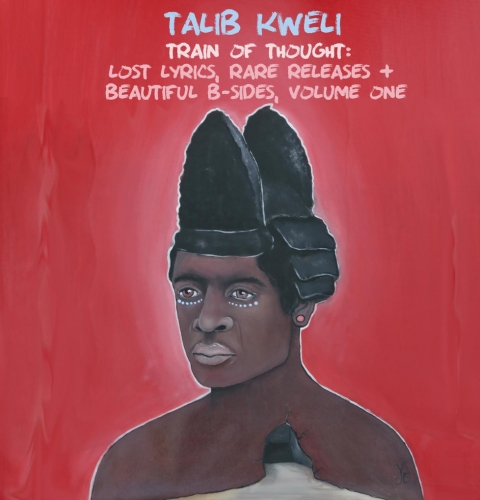 TALIB KWELI
TRAIN OF THOUGHT:
LOST LYRICS, RARE RELEASES +
BEAUTIFUL B-SIDES, VOLUME ONE